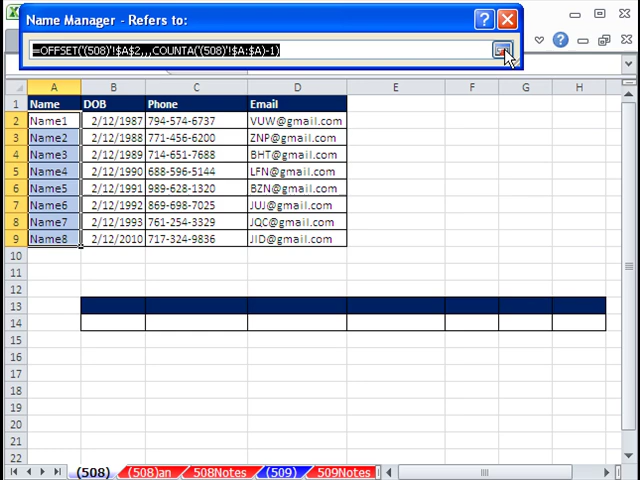 Name Manager - Refers to:
=OFFSET('(508)'!$A$2,,,COUNTA('(508)'!$A:$A)-1)
A B C D E F G H
1 Name DOB Phone Email
2 Name1 2/12/1987 794-574-6737 VUW@gmail.com
3 Name2 2/12/1988 771-456-6200 ZNP@gmail.com
4 Name3 2/12/1989 714-651-7688 BHT@gmail.com
5 Name4 2/12/1990 688-596-5144 LFN@gmail.com
6 Name5 2/12/1991 989-628-1320 BZN@gmail.com
7 Name6 2/12/1992 869-698-7025 JUJ@gmail.com
8 Name7 2/12/1993 761-254-3329 JQC@gmail.com
9 Name8 2/12/2010 717-324-9836 JID@gmail.com
10
11
12
13
14
15
16
17
18
19
20
21
22
(508) (508)an 508Notes (509) 509Notes